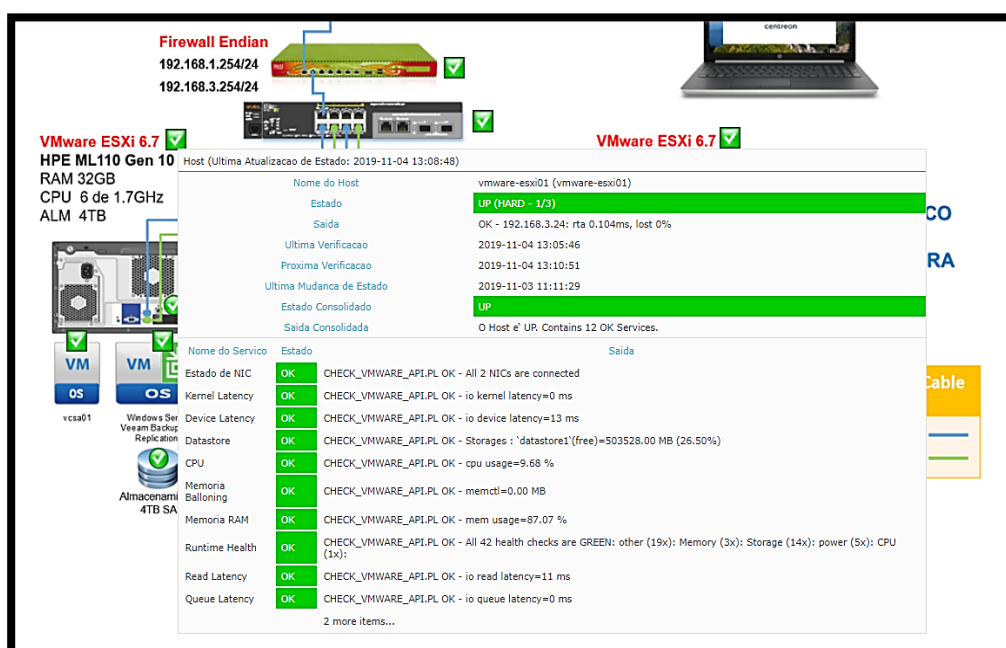 centreon
Firewall Endian
192.168.1.254/24
192.168.3.254/24
VMware ESXi 6.7
VMware ESXi 6.7
HPE ML110 Gen 10
RAM 32GB
CPU 6 de 1.7GHz
ALM 4TB
CO
RA
Cable
Host (Ultima Atualizacao de Estado: 2019-11-04 13:08:48)
Nome do Host vmware-esxi01 (vmware-esxi01)
Estado UP (HARD - 1/3)
Saida OK - 192.168.3.24: rta 0.104ms, lost 0%
Ultima Verificacao 2019-11-04 13:05:46
Proxima Verificacao 2019-11-04 13:10:51
Ultima Mudanca de Estado 2019-11-03 11:11:29
Estado Consolidado UP
Saida Consolidada O Host e` UP. Contains 12 OK Services.
Nome do Servico Estado Saida
Estado de NIC OK CHECK_VMWARE_API.PL OK - All 2 NICs are connected
Kernel Latency OK CHECK_VMWARE_API.PL OK - io kernel latency=0 ms
Device Latency OK CHECK_VMWARE_API.PL OK - io device latency=13 ms
Datastore OK CHECK_VMWARE_API.PL OK - Storages : `datastore1`(free)=503528.00 MB (26.50%)
CPU OK CHECK_VMWARE_API.PL OK - cpu usage=9.68 %
Memoria
Balloning OK CHECK_VMWARE_API.PL OK - memctl=0.00 MB
Memoria RAM OK CHECK_VMWARE_API.PL OK - mem usage=87.07 %
Runtime Health OK CHECK_VMWARE_API.PL OK - All 42 health checks are GREEN: other (19x): Memory (3x): Storage (14x): power (5x): CPU
(1x):
Read Latency OK CHECK_VMWARE_API.PL OK - io read latency=11 ms
Queue Latency OK CHECK_VMWARE_API.PL OK - io queue latency=0 ms
2 more items...
VM
OS
vcsa01
VM
OS
Windows Ser
Veeam Backup
Replication
Almacenami
4TB SA